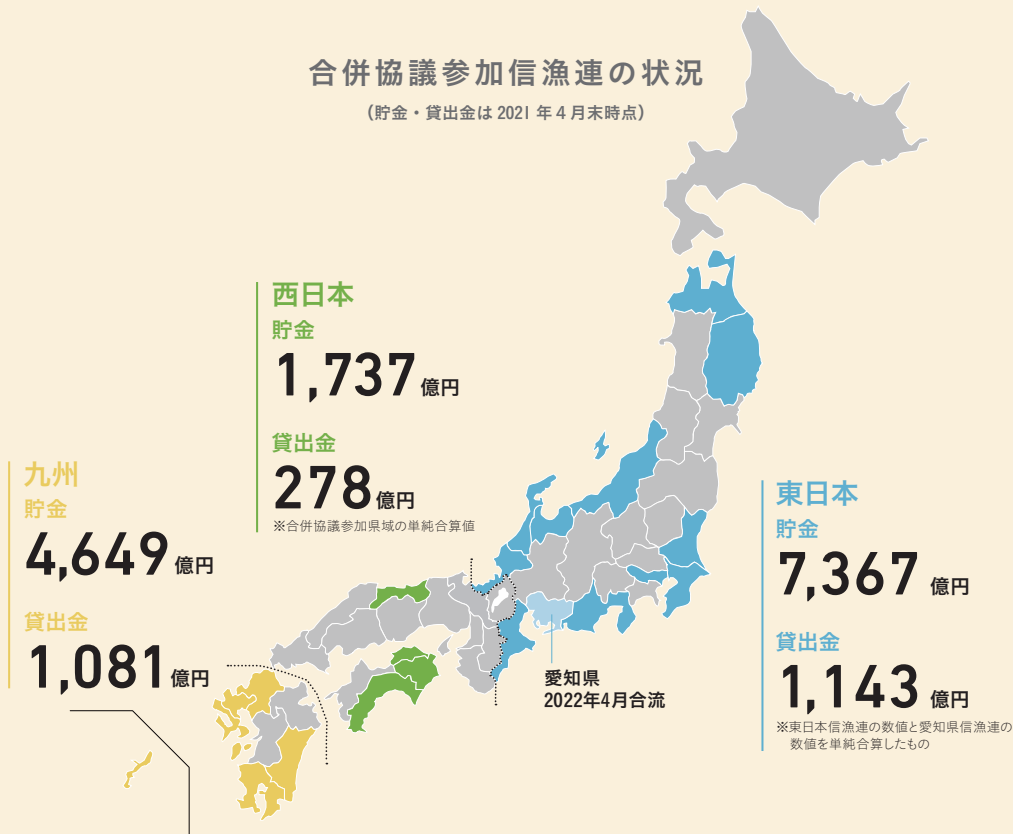 合併協議参加信漁連の状況
（貯金・貸出金は2021年4月末時点）
西日本
貯金
1,737億円
貸出金
278億円
※合併協議参加県域の単純合算値
九州
貯金
4,649億円
貸出金
1,081億円
東日本
貯金
7,367億円
貸出金
1,143億円
※東日本信漁連の数値と愛知県信漁連の
数値を単純合算したもの
愛知県
2022年4月合流